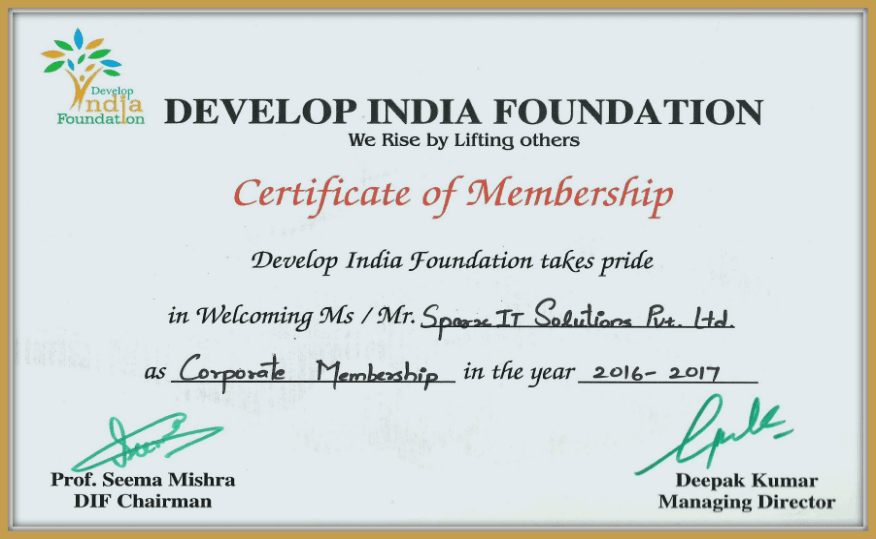 Develop
India
Foundation
DEVELOP INDIA FOUNDATION
We Rise by Lifting others
Certificate of Membership
Develop India Foundation takes pride
in Welcoming Ms / Mr. Sparx IT Solutions Pvt. Ltd.
as Corporate Membership in the year 2016-2017
Prof. Seema Mishra
DIF Chairman
Deepak Kumar
Managing Director